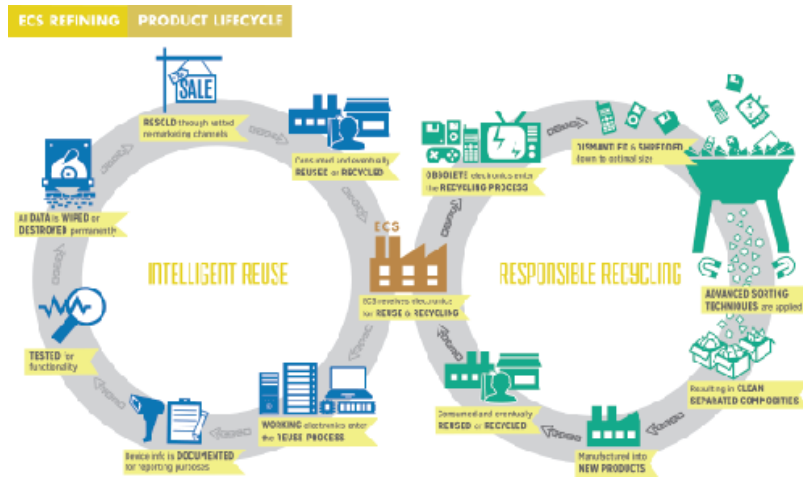 ECS REFINING PRODUCT LIFECYCLE
SALE
RESOLD through vetted
remarketing channels
Consumed and eventually
REUSED or RECYCLED
All DATA is WIPED or
DESTROYED permanently
INTELLIGENT REUSE
TESTED for
functionality
Device info is DOCUMENTED
for reporting purposes
WORKING electronics enter
the REUSE PROCESS
ECS
ECS receives electronics
for REUSE & RECYCLING
OBSOLETE electronics enter
the RECYCLING PROCESS
DISMANTLED & SHREDDED
down to optimal size
RESPONSIBLE RECYCLING
ADVANCED SORTING
TECHNIQUES are applied
Resulting in CLEAN
SEPARATED COMPOSITIES
Manufactured into
NEW PRODUCTS
Consumed and eventually
REUSED or RECYCLED